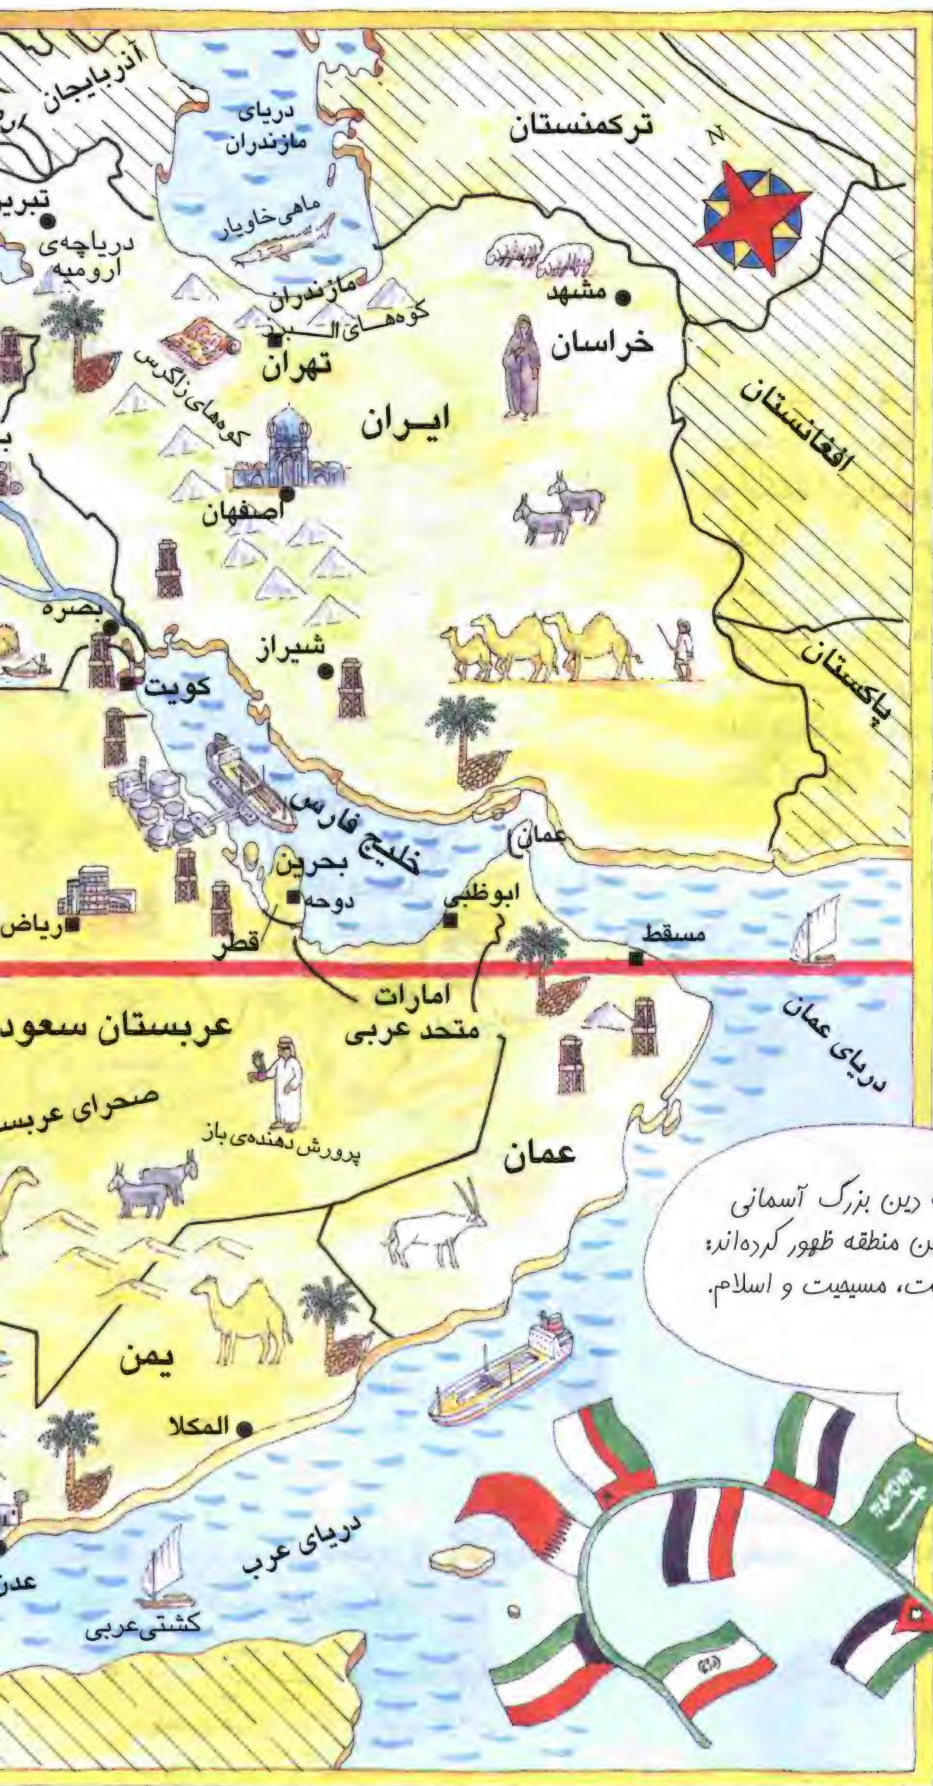 آذربایجان
دریای
مازندران
ترکمنستان
N
ماهی خاویار
دریاچه‌ی
ارومیه
مازندران
کوه‌های البرز
مشهد
تهران
خراسان
کوه‌های زاگرس
ایران
افغانستان
اصفهان
بصره
شیراز
پاکستان
کویت
خلیج فارس
(عمان
بحرین
دوحه
ابوظبی
ریاض
قطر
مسقط
امارات
متحد عربی
دریای عمان
صحرای
پرورش دهنده‌ی باز
عمان
دین بزرگ آسمانی
منطقه ظهور کرده‌اند:
مسیحیت و اسلام.
یمن
المکلا
دریای عرب
عدن
کشتی عربی